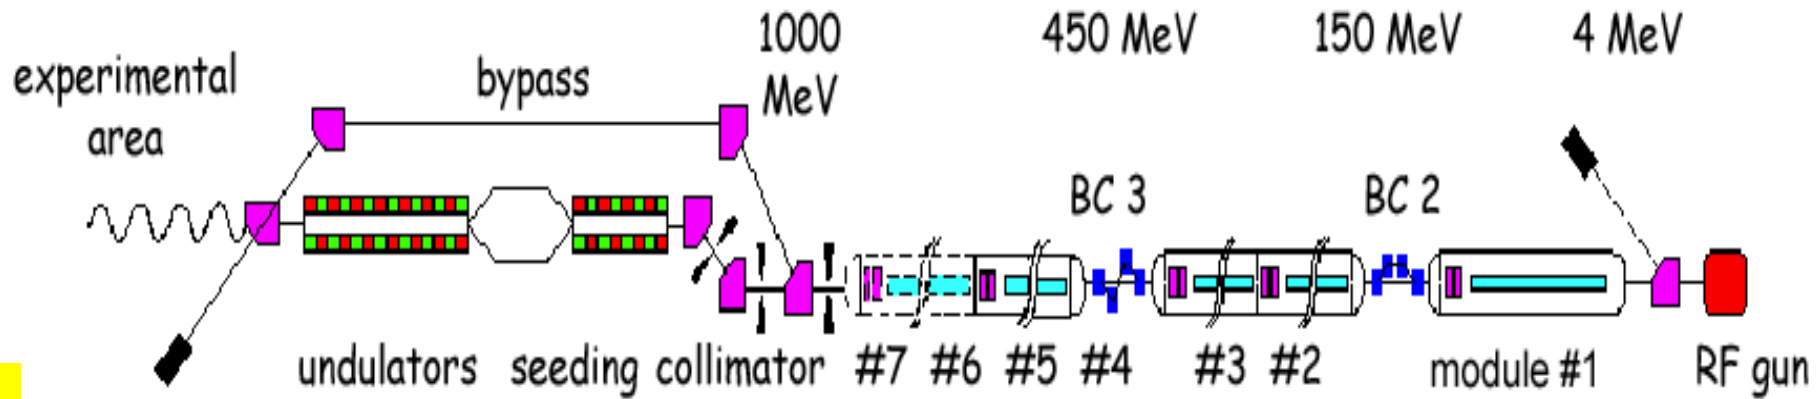 1000 MeV
450 MeV
150 MeV
4 MeV
experimental area
bypass
BC 3
BC 2
undulators
seeding
collimator
#7
#6
#5
#4
#3
#2
module #1
RF gun